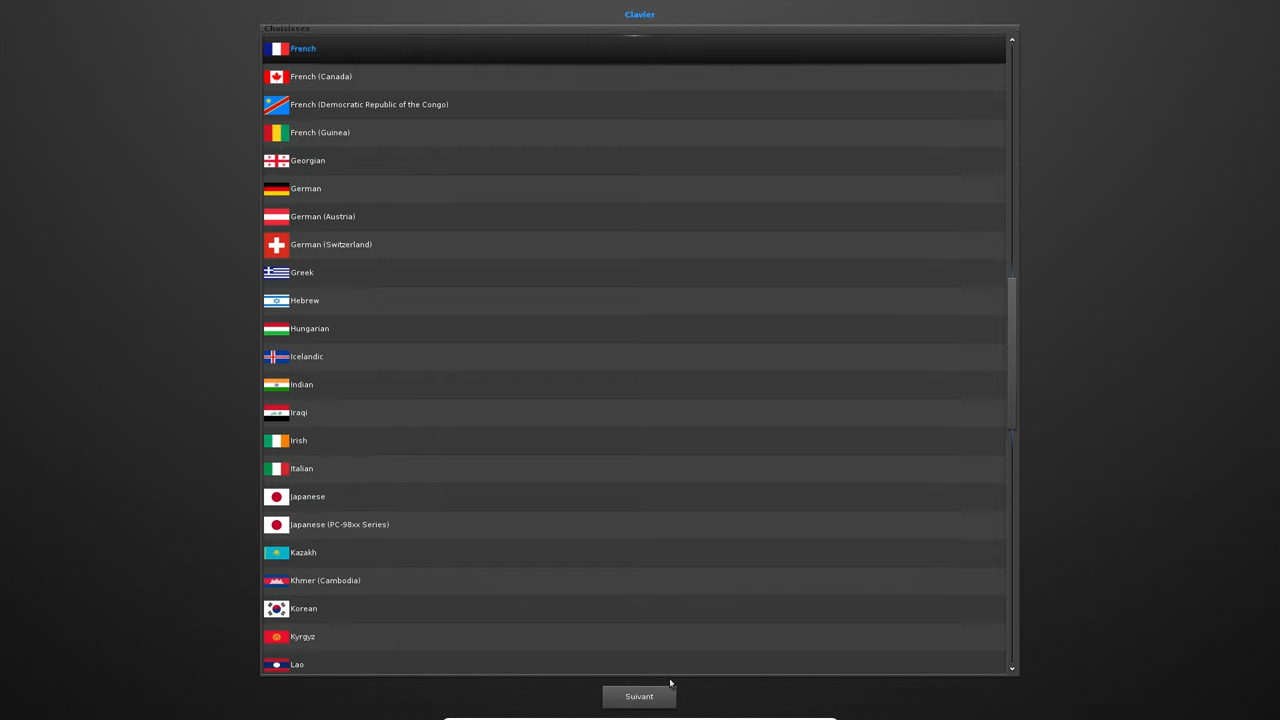 Clavier
Choisissez
French
French (Canada)
French (Democratic Republic of the Congo)
French (Guinea)
Georgian
German
German (Austria)
German (Switzerland)
Greek
Hebrew
Hungarian
Icelandic
Indian
Iraqi
Irish
Italian
Japanese
Japanese (PC-98xx Series)
Kazakh
Khmer (Cambodia)
Korean
Kyrgyz
Lao
Suivant